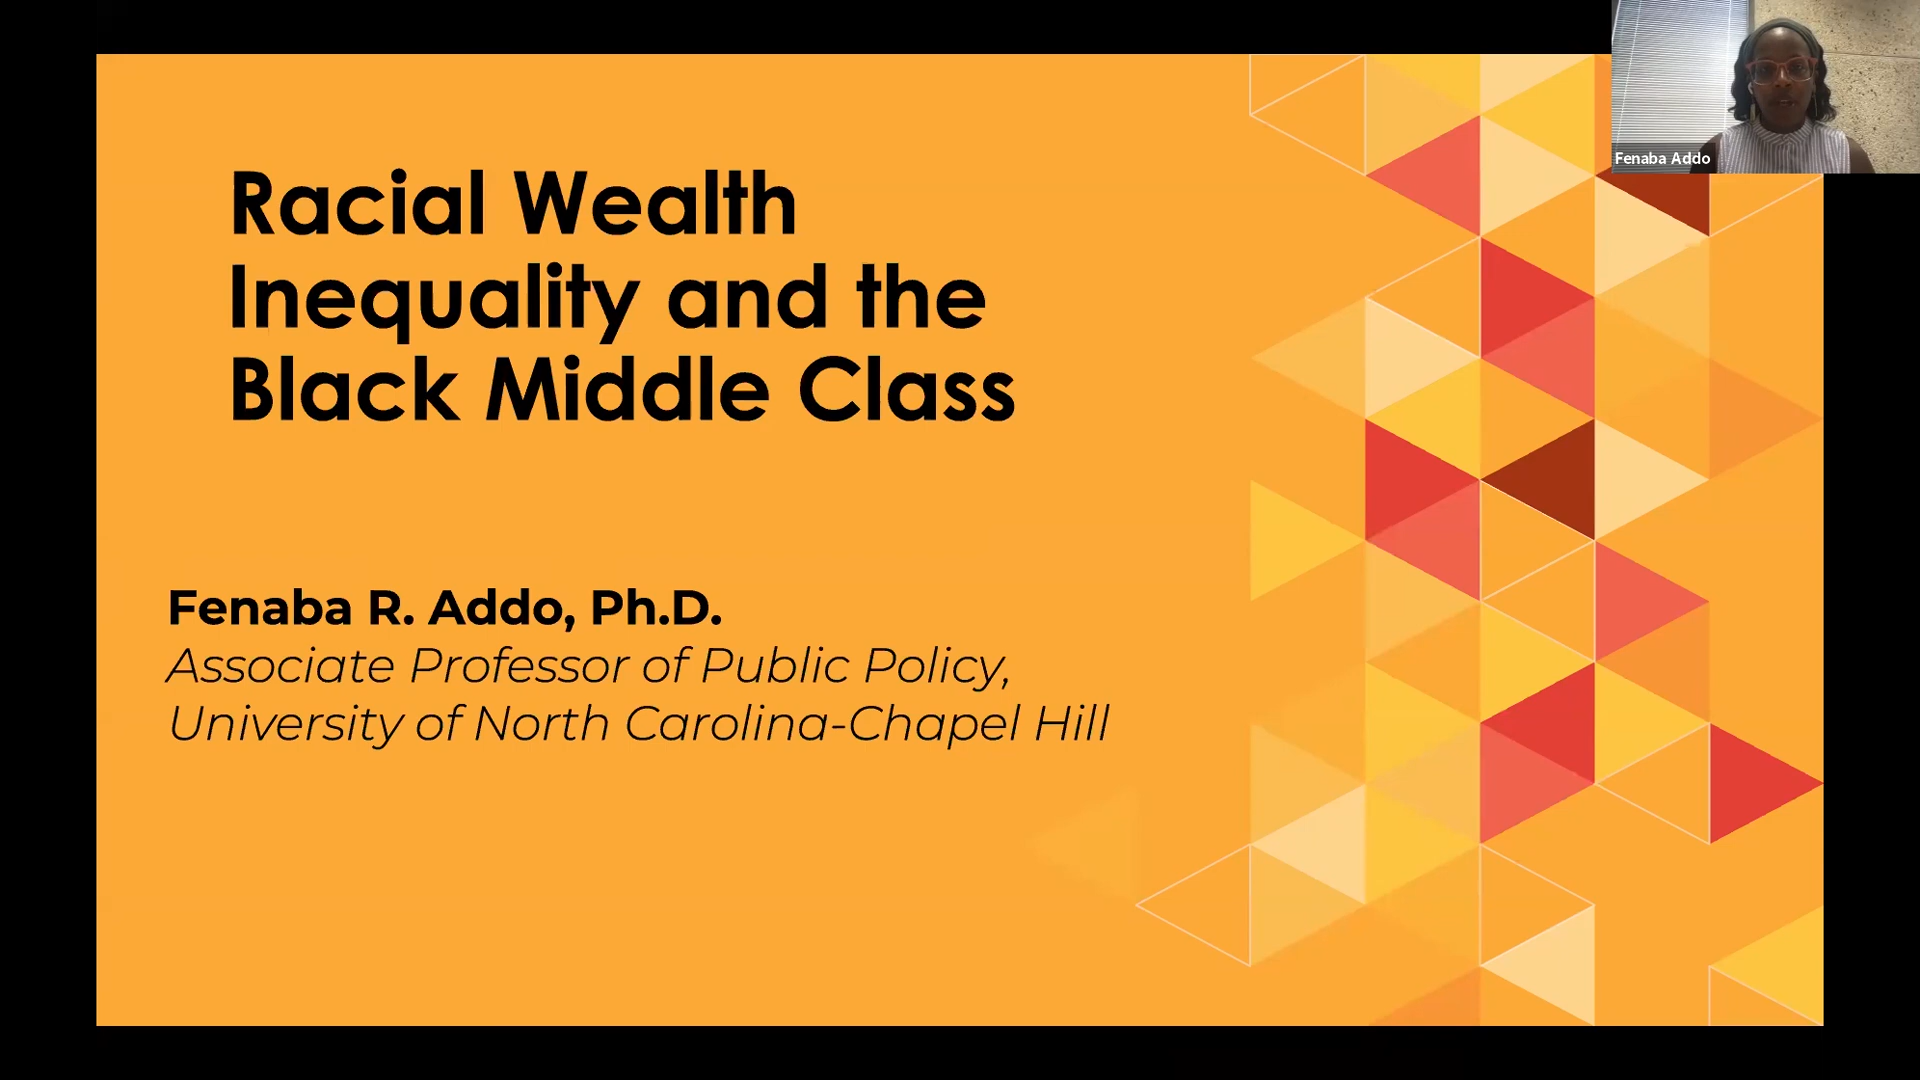 Racial Wealth
Inequality and the
Black Middle Class
Fenaba R. Addo, Ph.D.
Associate Professor of Public Policy,
University of North Carolina-Chapel Hill
Fenaba Addo